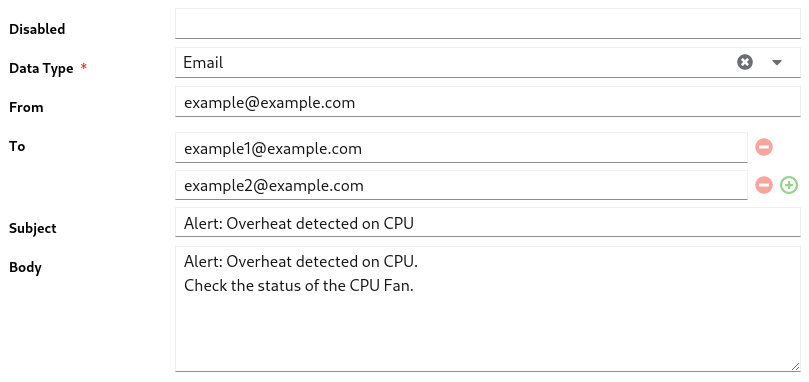 Disabled
Data Type * Email
From example@example.com
To example1@example.com
example2@example.com
Subject Alert: Overheat detected on CPU
Body Alert: Overheat detected on CPU.
Check the status of the CPU Fan.